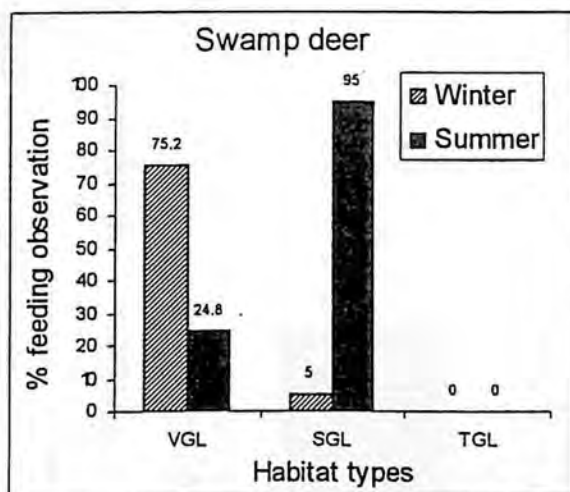 Swamp deer
% feeding observation
100
90
80
70
60
50
40
30
20
10
0
75.2
24.8
5
95
0
0
Winter
Summer
VGL
SGL
TGL
Habitat types